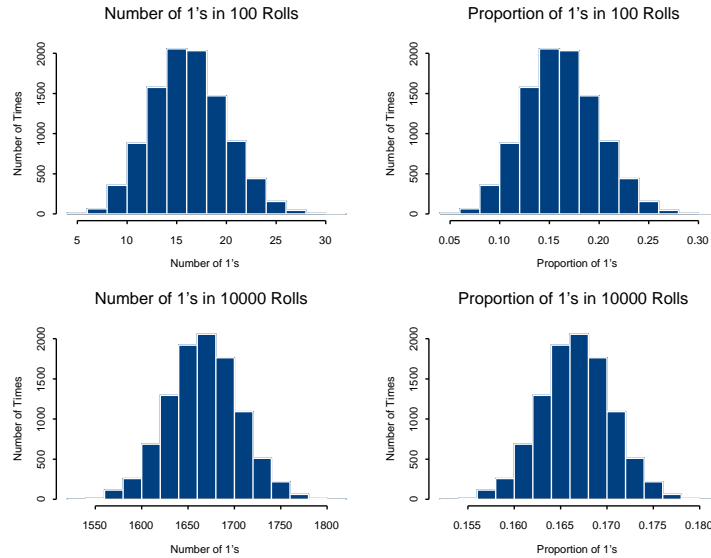 Number of 1's in 100 Rolls
Number of Times
0 500 1000 1500 2000
5 10 15 20 25 30
Number of 1's
Proportion of 1's in 100 Rolls
Number of Times
0 500 1000 1500 2000
0.05 0.10 0.15 0.20 0.25 0.30
Proportion of 1's
Number of 1's in 10000 Rolls
Number of Times
0 500 1000 1500 2000
1550 1600 1650 1700 1750 1800
Number of 1's
Proportion of 1's in 10000 Rolls
Number of Times
0 500 1000 1500 2000
0.155 0.160 0.165 0.170 0.175 0.180
Proportion of 1's